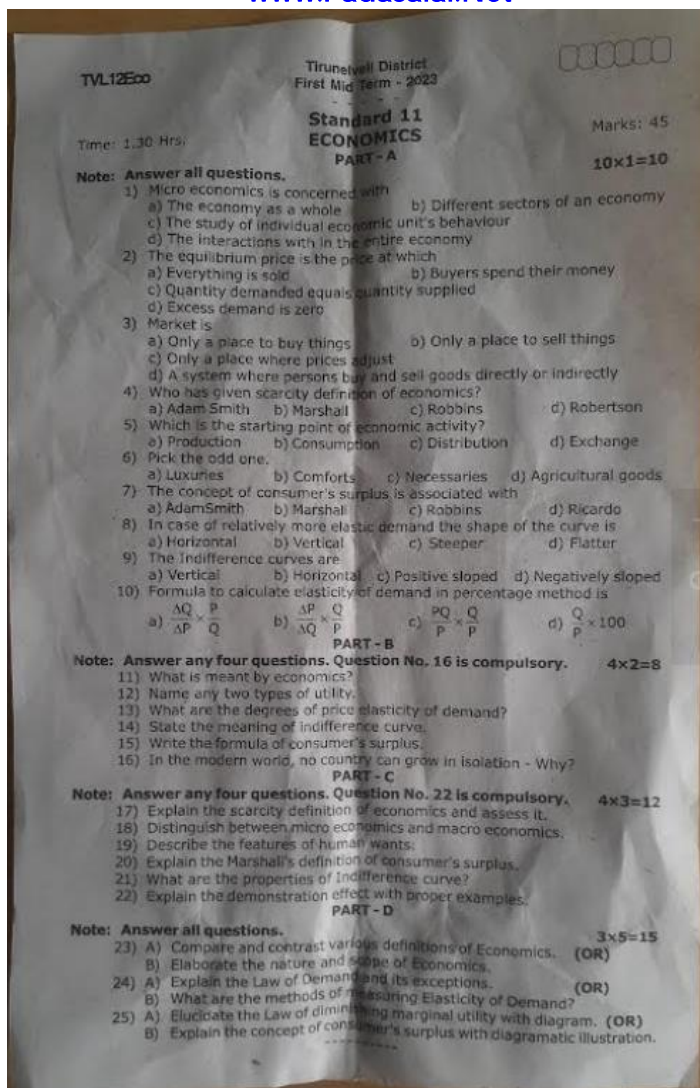 www.Padasalai.Net
TVL12Eco
Tirunelveli District
First Mid Term - 2023
Standard 11
Time: 1.30 Hrs. ECONOMICS Marks: 45
PART - A
Note: Answer all questions. 10×1=10
1) Micro economics is concerned with
a) The economy as a whole b) Different sectors of an economy
c) The study of individual economic unit's behaviour
d) The interactions with in the entire economy
2) The equilibrium price is the price at which
a) Everything is sold b) Buyers spend their money
c) Quantity demanded equals quantity supplied
d) Excess demand is zero
3) Market is
a) Only a place to buy things b) Only a place to sell things
c) Only a place where prices adjust
d) A system where persons buy and sell goods directly or indirectly
4) Who has given scarcity definition of economics?
a) Adam Smith b) Marshall c) Robbins d) Robertson
5) Which is the starting point of economic activity?
a) Production b) Consumption c) Distribution d) Exchange
6) Pick the odd one.
a) Luxuries b) Comforts c) Necessaries d) Agricultural goods
7) The concept of consumer's surplus is associated with
a) AdamSmith b) Marshall c) Robbins d) Ricardo
8) In case of relatively more elastic demand the shape of the curve is
a) Horizontal b) Vertical c) Steeper d) Flatter
9) The Indifference curves are
a) Vertical b) Horizontal c) Positive sloped d) Negatively sloped
10) Formula to calculate elasticity of demand in percentage method is
a) ΔQ/ΔP × P/Q b) ΔP/ΔQ × Q/P c) PQ/P × Q/P d) Q/P × 100
PART - B
Note: Answer any four questions. Question No. 16 is compulsory. 4×2=8
11) What is meant by economics?
12) Name any two types of utility.
13) What are the degrees of price elasticity of demand?
14) State the meaning of indifference curve.
15) Write the formula of consumer's surplus.
16) In the modern world, no country can grow in isolation - Why?
PART - C
Note: Answer any four questions. Question No. 22 is compulsory. 4×3=12
17) Explain the scarcity definition of economics and assess it.
18) Distinguish between micro economics and macro economics.
19) Describe the features of human wants.
20) Explain the Marshall's definition of consumer's surplus.
21) What are the properties of Indifference curve?
22) Explain the demonstration effect with proper examples.
PART - D
Note: Answer all questions. 3×5=15
23) A) Compare and contrast various definitions of Economics. (OR)
B) Elaborate the nature and scope of Economics.
24) A) Explain the Law of Demand and its exceptions. (OR)
B) What are the methods of measuring Elasticity of Demand?
25) A) Elucidate the Law of diminishing marginal utility with diagram. (OR)
B) Explain the concept of consumer's surplus with diagramatic illustration.